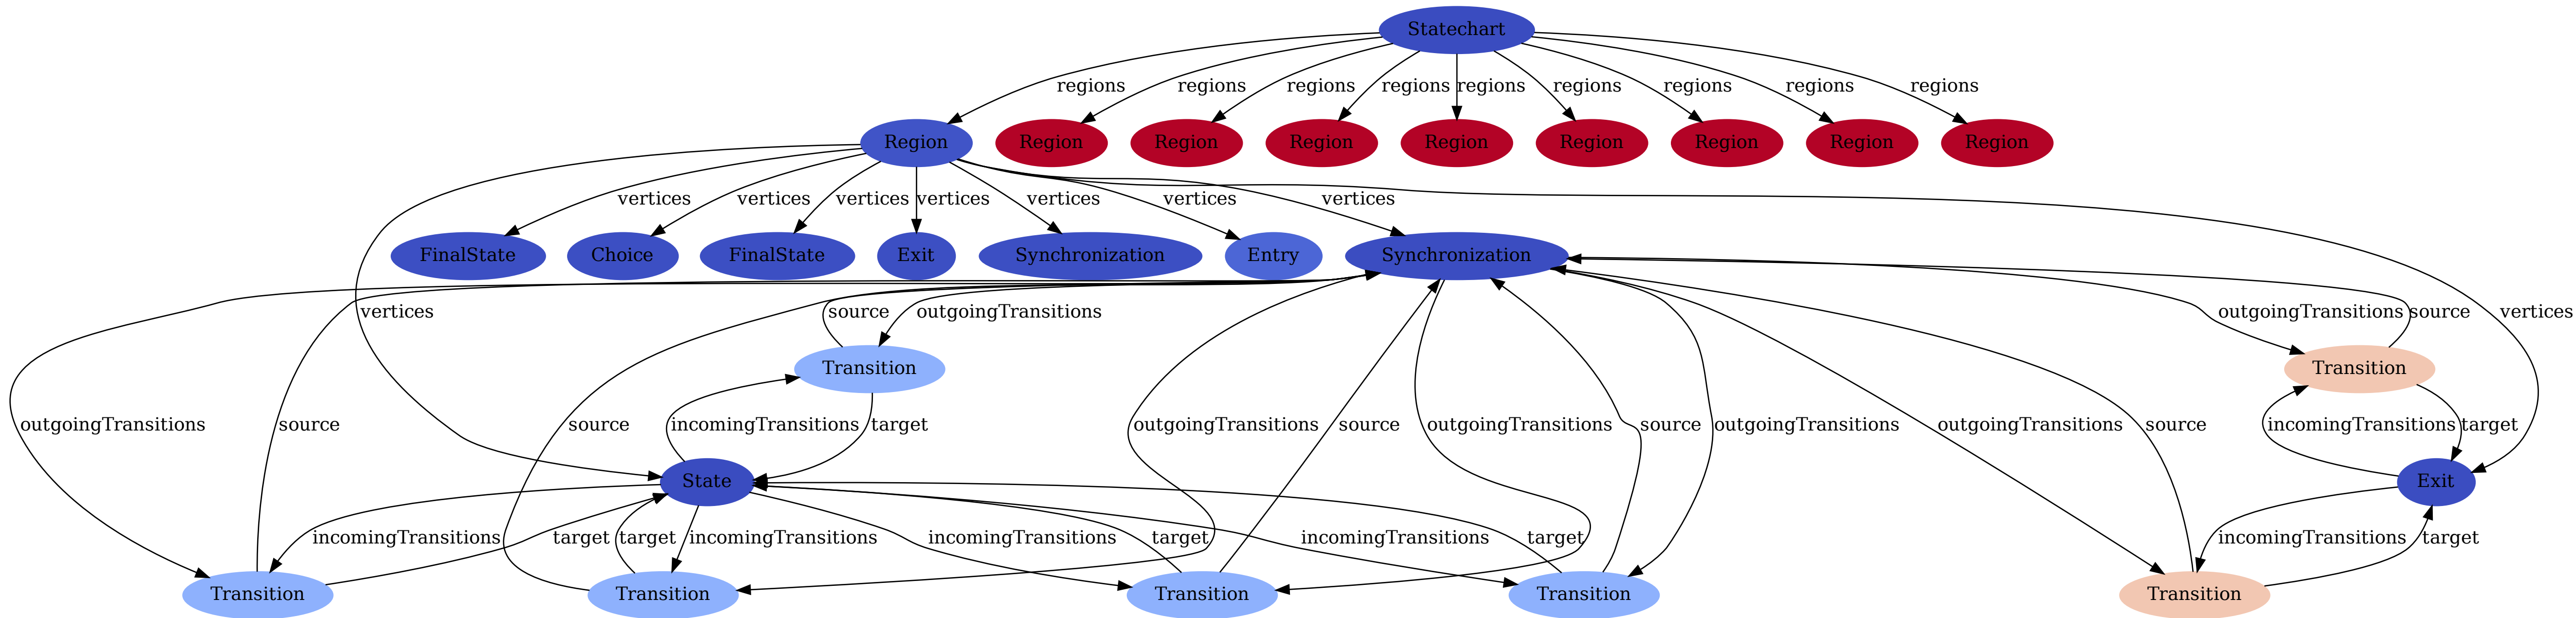 Statechart
regions regions regions regions regions regions regions regions regions
Region Region Region Region Region Region Region Region Region
vertices vertices vertices vertices vertices vertices vertices
FinalState Choice FinalState Exit Synchronization Entry Synchronization
vertices source outgoingTransitions outgoingTransitions source vertices
Transition Transition
outgoingTransitions source source incomingTransitions target outgoingTransitions source outgoingTransitions source outgoingTransitions outgoingTransitions source incomingTransitions target
State Exit
incomingTransitions target target incomingTransitions incomingTransitions target incomingTransitions target incomingTransitions target
Transition Transition Transition Transition Transition